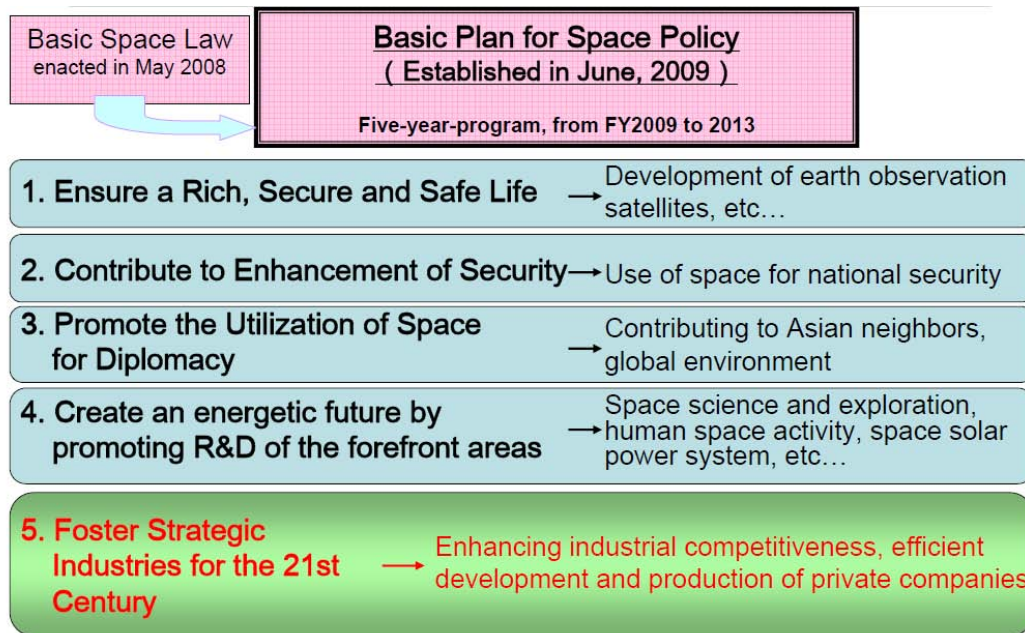 Basic Space Law
enacted in May 2008
Basic Plan for Space Policy
( Established in June, 2009 )
Five-year-program, from FY2009 to 2013
1. Ensure a Rich, Secure and Safe Life
Development of earth observation
satellites, etc…
2. Contribute to Enhancement of Security
Use of space for national security
3. Promote the Utilization of Space
for Diplomacy
Contributing to Asian neighbors,
global environment
4. Create an energetic future by
promoting R&D of the forefront areas
Space science and exploration,
human space activity, space solar
power system, etc…
5. Foster Strategic
Industries for the 21st
Century
Enhancing industrial competitiveness, efficient
development and production of private companies